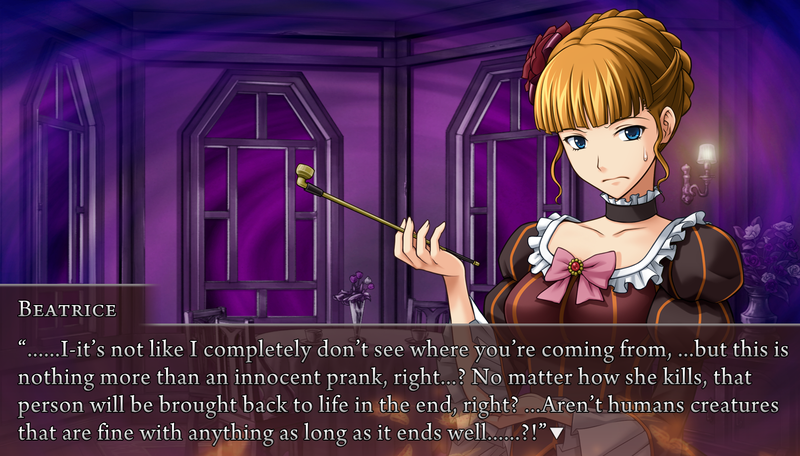 Beatrice
“......I-it’s not like I completely don’t see where you’re coming from, ...but this is
nothing more than an innocent prank, right...? No matter how she kills, that
person will be brought back to life in the end, right? ...Aren’t humans creatures
that are fine with anything as long as it ends well......?!”▼